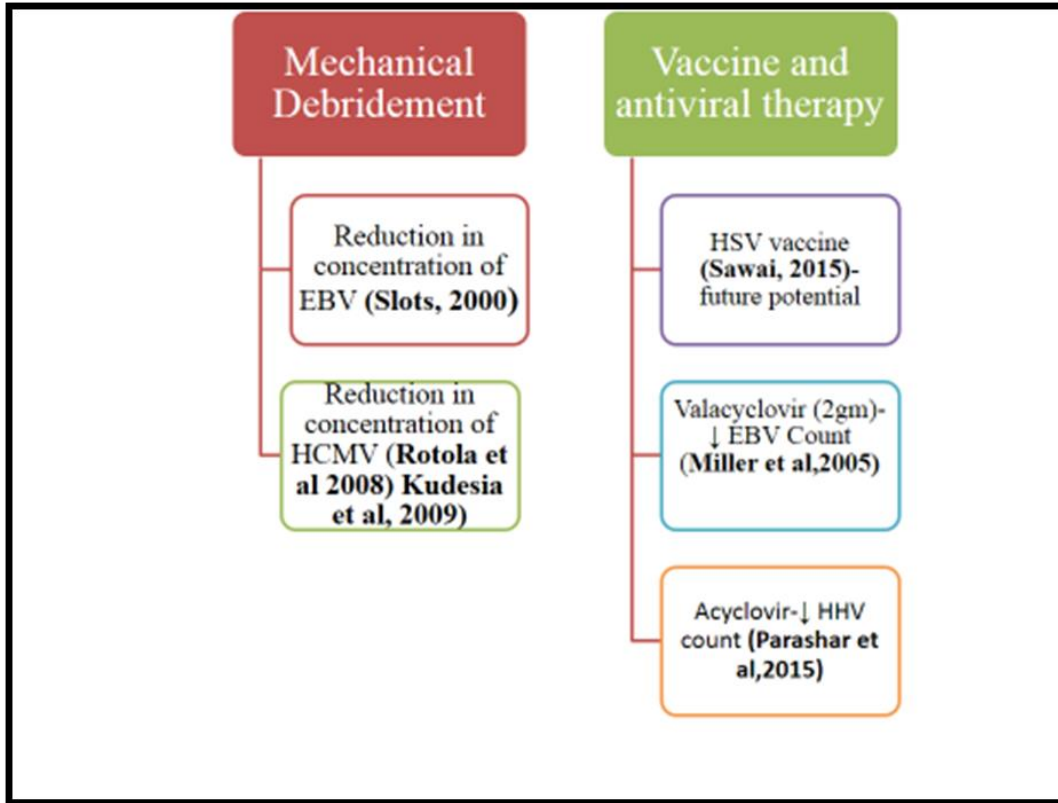 Mechanical
Debridement
Reduction in
concentration of
EBV (Slots, 2000)
Reduction in
concentration of
HCMV (Rotola et
al 2008) Kudesia
et al, 2009)
Vaccine and
antiviral therapy
HSV vaccine
(Sawai, 2015)-
future potential
Valacyclovir (2gm)-
↓ EBV Count
(Miller et al,2005)
Acyclovir-↓ HHV
count (Parashar et
al,2015)